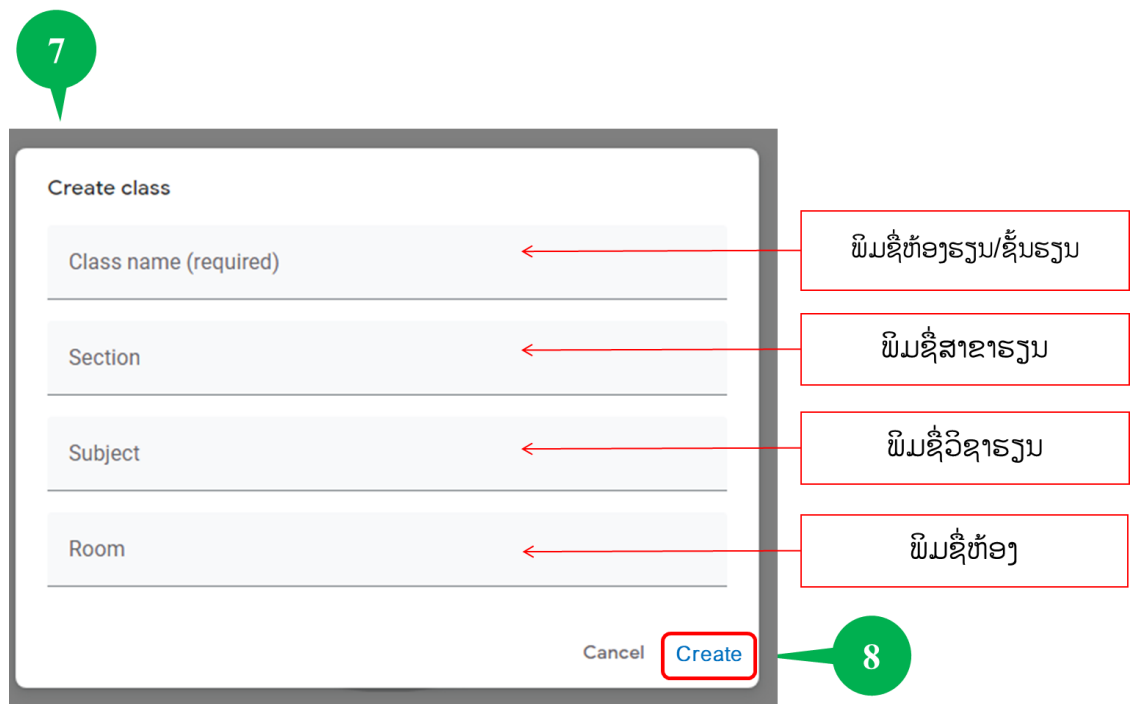 7
Create class
Class name (required)
ພິມຊື່ຫ້ອງຮຽນ/ຊັ້ນຮຽນ
Section
ພິມຊື່ສາຂາຮຽນ
Subject
ພິມຊື່ວິຊາຮຽນ
Room
ພິມຊື່ຫ້ອງ
Cancel
Create
8